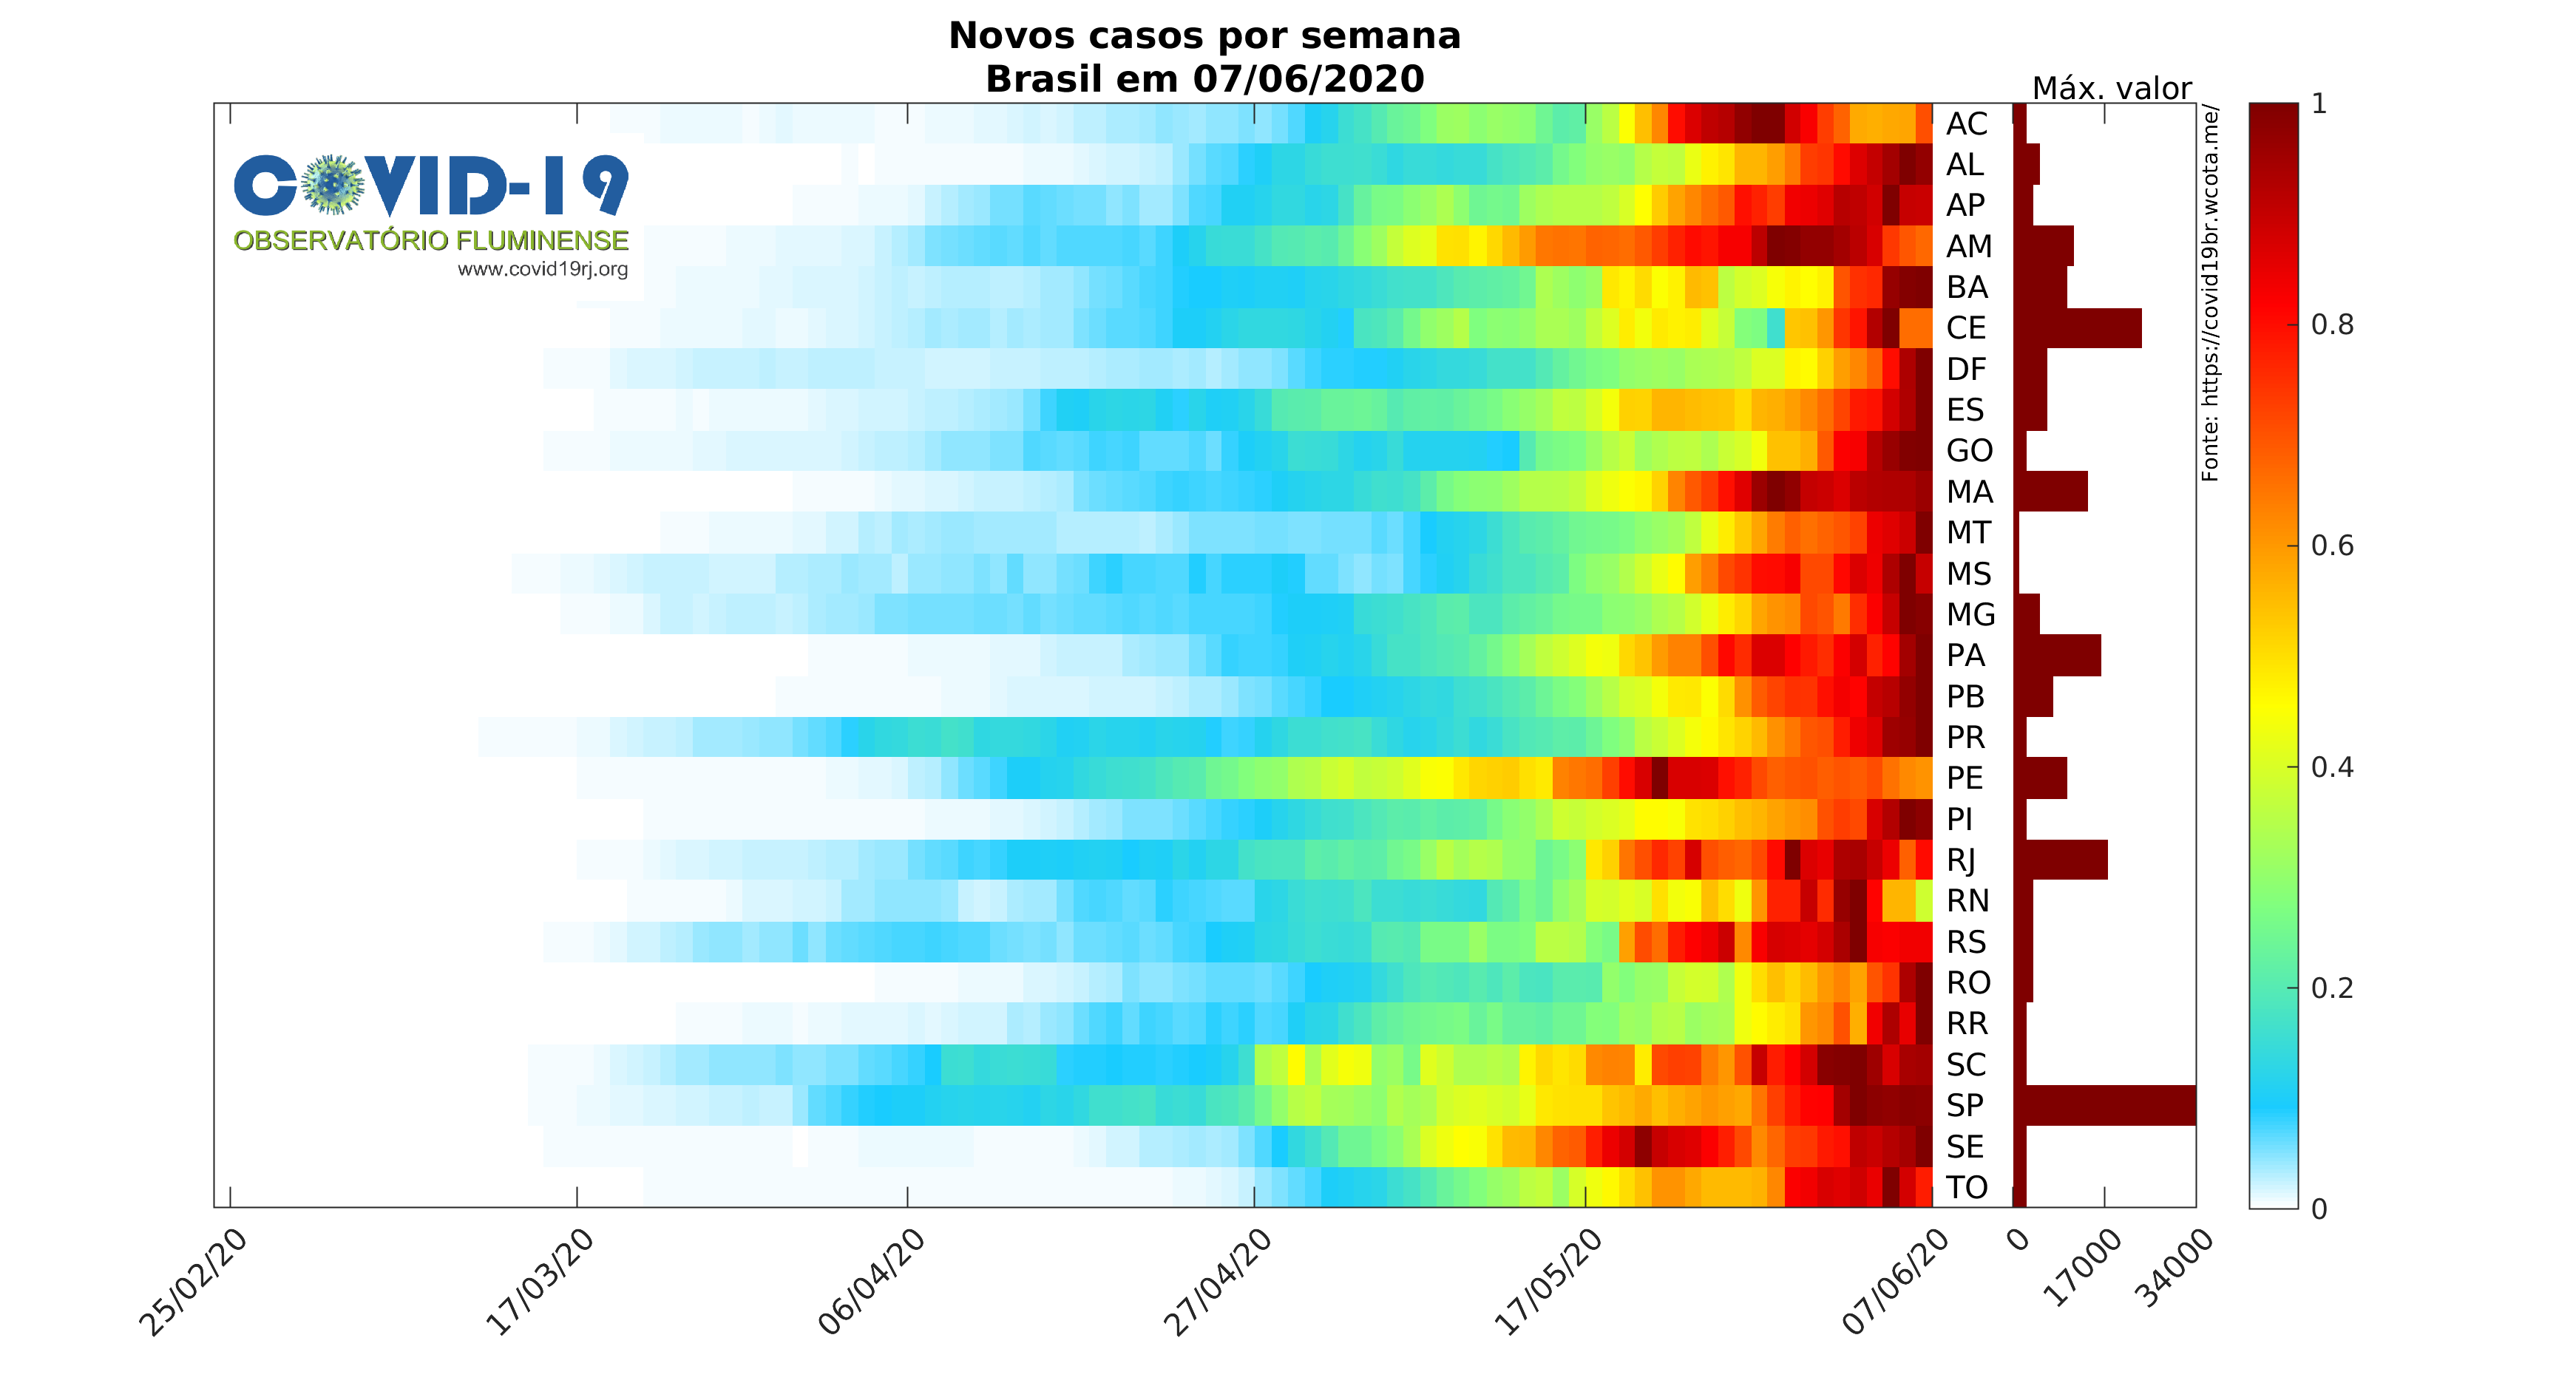 Novos casos por semana
Brasil em 07/06/2020
Máx. valor
COVID-19
OBSERVATÓRIO FLUMINENSE
www.covid19rj.org
AC
AL
AP
AM
BA
CE
DF
ES
GO
MA
MT
MS
MG
PA
PB
PR
PE
PI
RJ
RN
RS
RO
RR
SC
SP
SE
TO
Fonte: https://covid19br.wcota.me/
1
0.8
0.6
0.4
0.2
0
25/02/20
17/03/20
06/04/20
27/04/20
17/05/20
07/06/20
0
17000
34000